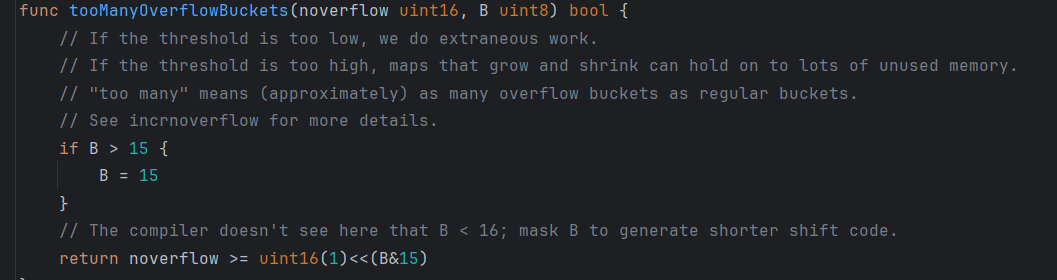 func tooManyOverflowBuckets(noverflow uint16, B uint8) bool {
// If the threshold is too low, we do extraneous work.
// If the threshold is too high, maps that grow and shrink can hold on to lots of unused memory.
// "too many" means (approximately) as many overflow buckets as regular buckets.
// See incrnoverflow for more details.
if B > 15 {
B = 15
}
// The compiler doesn't see here that B < 16; mask B to generate shorter shift code.
return noverflow >= uint16(1)<<(B&15)
}